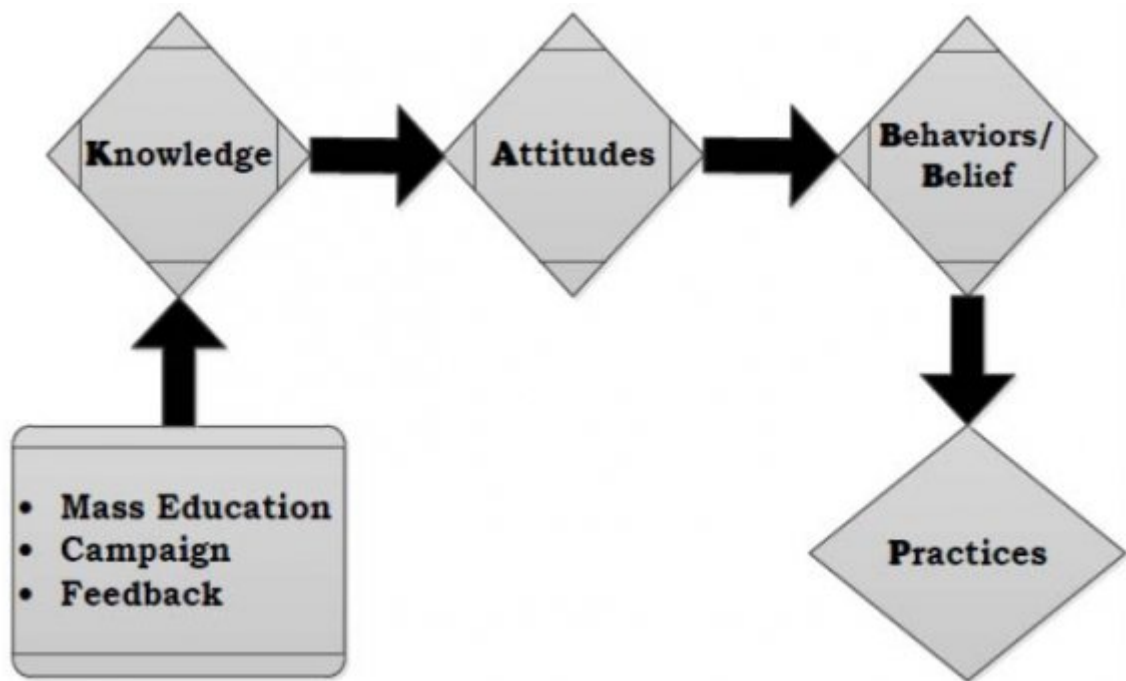 Knowledge
Attitudes
Behaviors/
Belief
• Mass Education
• Campaign
• Feedback
Practices